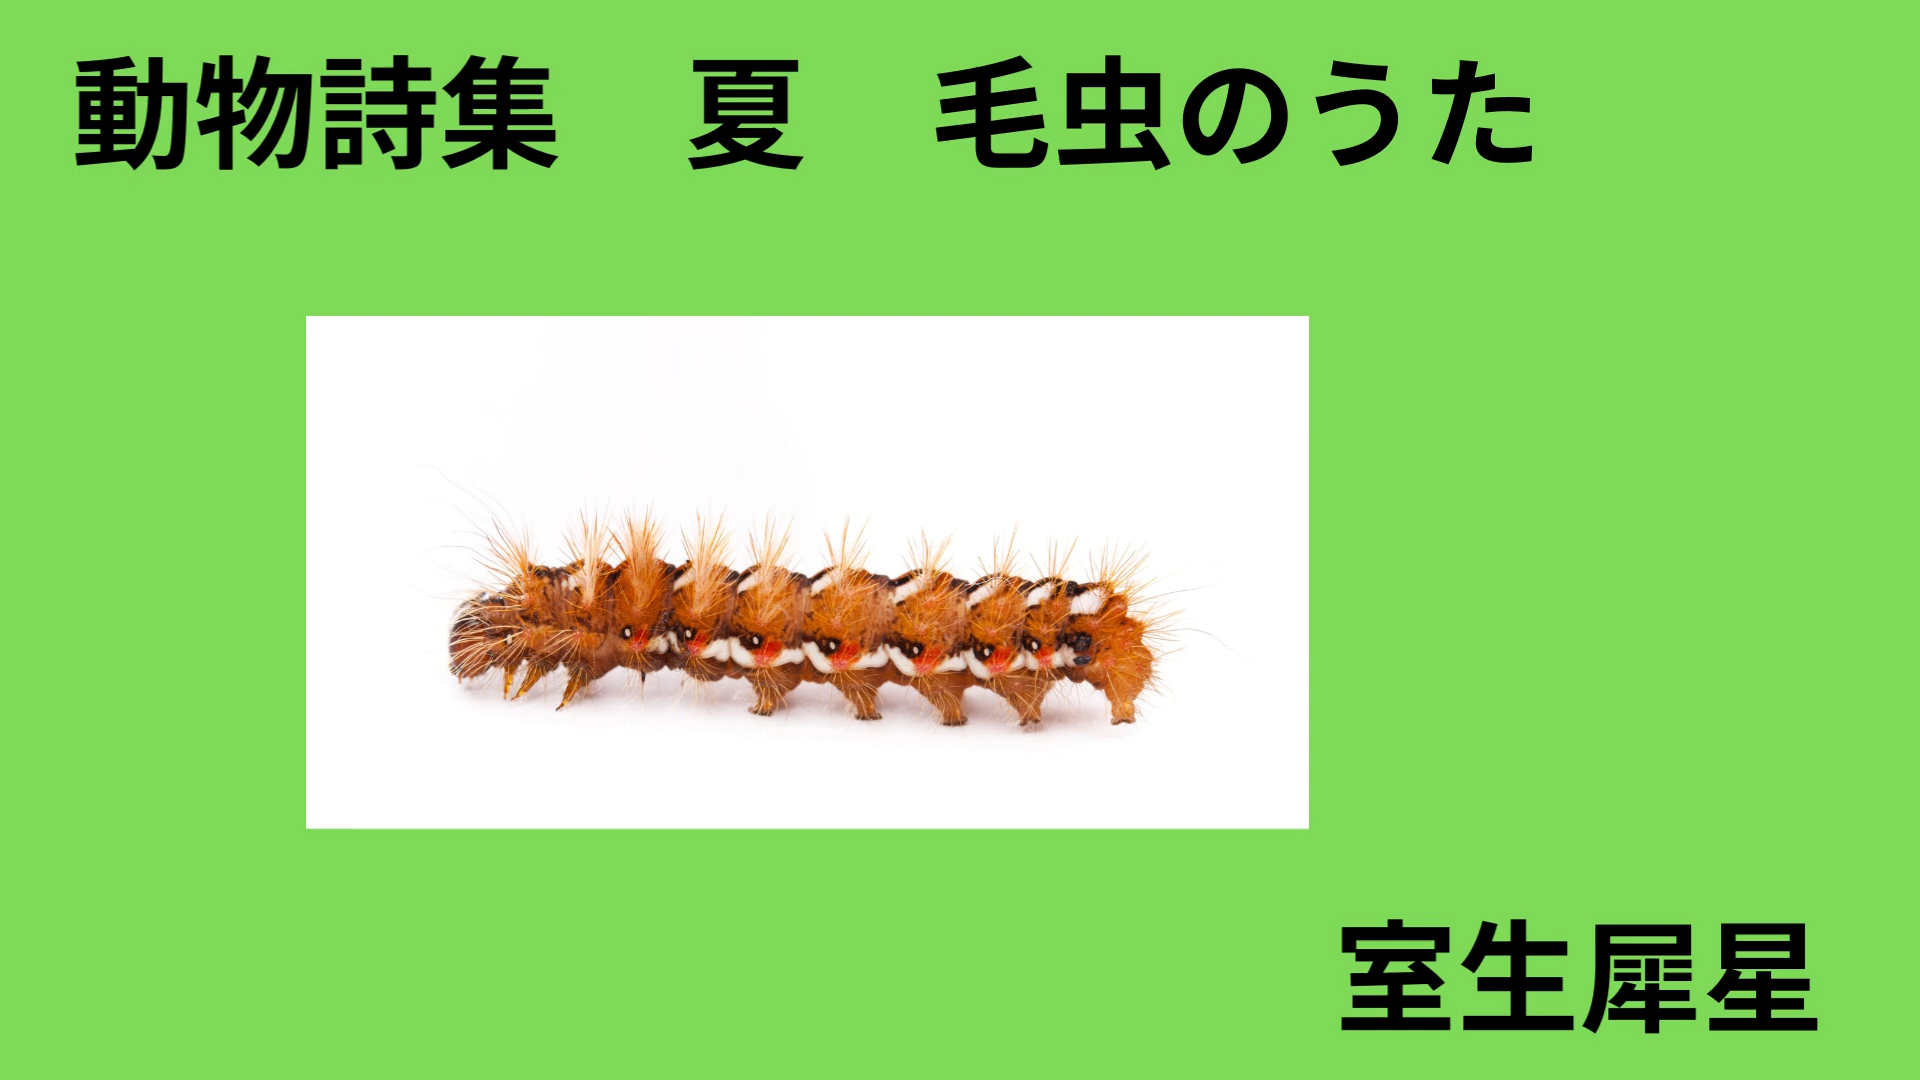 動物詩集　夏　毛虫のうた
室生犀星